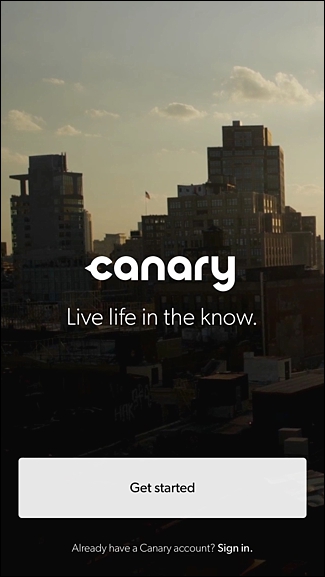 canary
Live life in the know.
Get started
Already have a Canary account? Sign in.